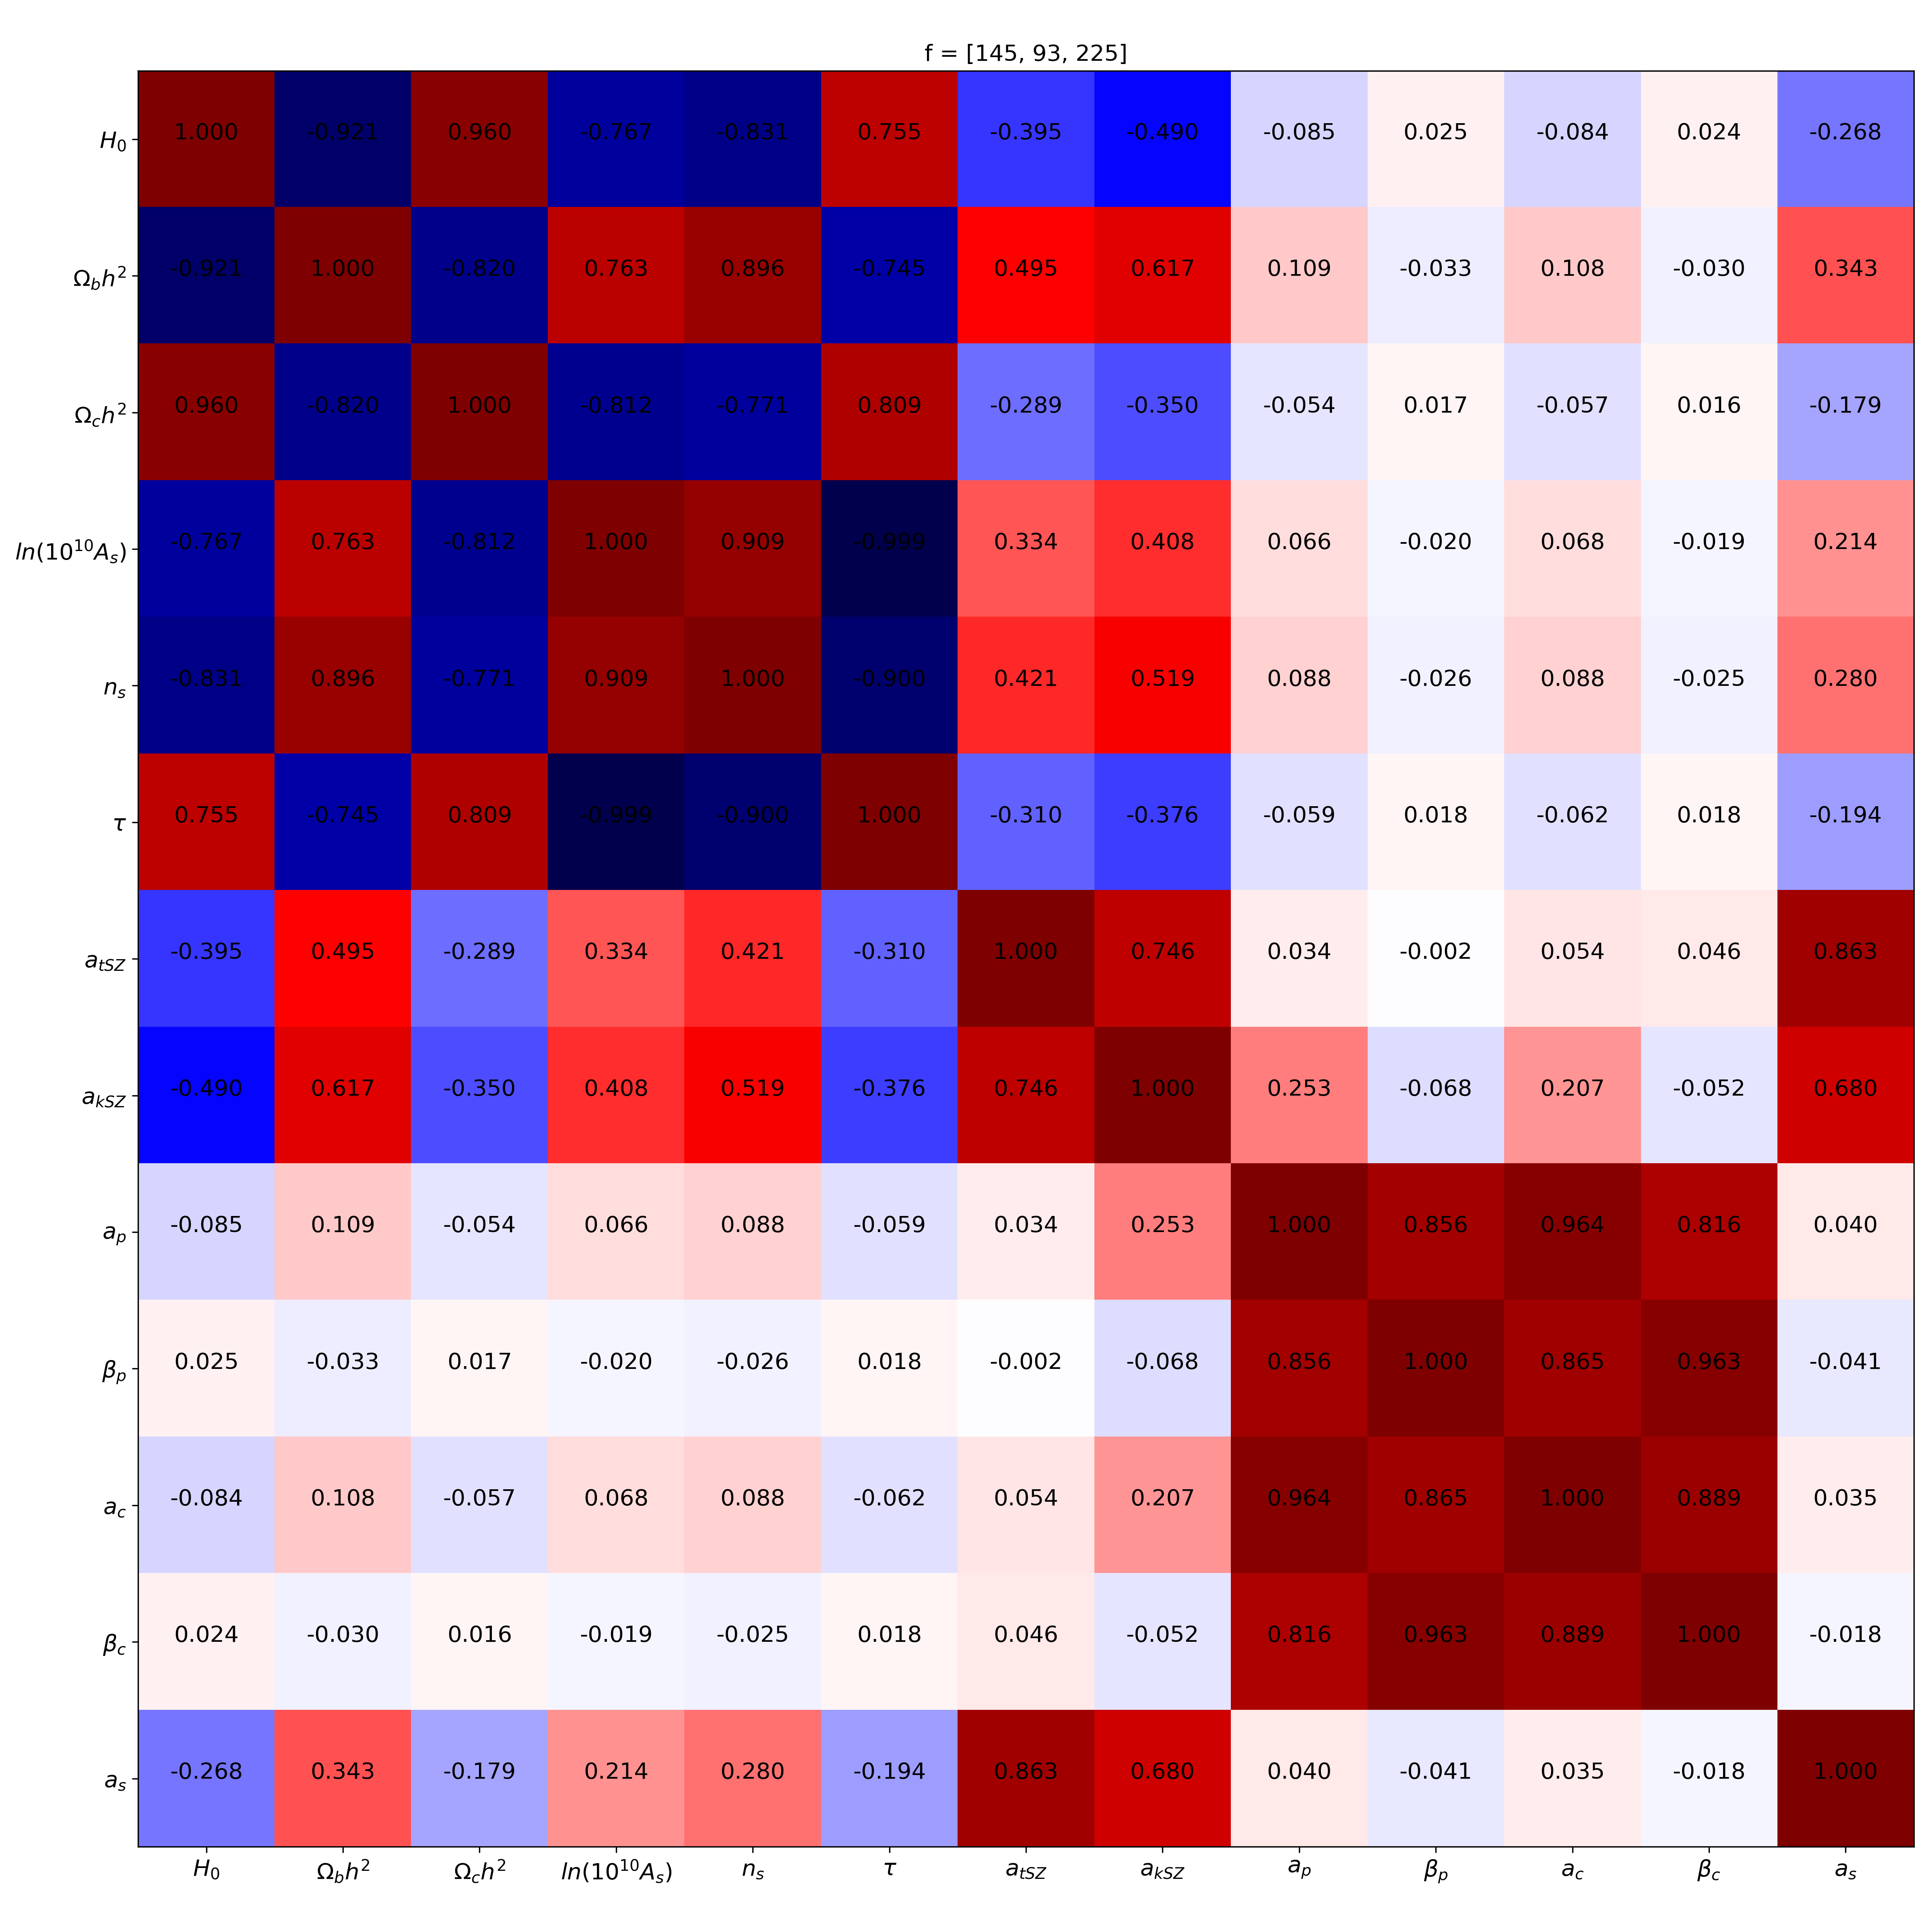 f = [145, 93, 225]
H₀ 1.000 -0.921 0.960 -0.767 -0.831 0.755 -0.395 -0.490 -0.085 0.025 -0.084 0.024 -0.268
Ω_b h² -0.921 1.000 -0.820 0.763 0.896 -0.745 0.495 0.617 0.109 -0.033 0.108 -0.030 0.343
Ω_c h² 0.960 -0.820 1.000 -0.812 -0.771 0.809 -0.289 -0.350 -0.054 0.017 -0.057 0.016 -0.179
ln(10¹⁰A_s) -0.767 0.763 -0.812 1.000 0.909 -0.999 0.334 0.408 0.066 -0.020 0.068 -0.019 0.214
n_s -0.831 0.896 -0.771 0.909 1.000 -0.900 0.421 0.519 0.088 -0.026 0.088 -0.025 0.280
τ 0.755 -0.745 0.809 -0.999 -0.900 1.000 -0.310 -0.376 -0.059 0.018 -0.062 0.018 -0.194
a_tSZ -0.395 0.495 -0.289 0.334 0.421 -0.310 1.000 0.746 0.034 -0.002 0.054 0.046 0.863
a_kSZ -0.490 0.617 -0.350 0.408 0.519 -0.376 0.746 1.000 0.253 -0.068 0.207 -0.052 0.680
a_p -0.085 0.109 -0.054 0.066 0.088 -0.059 0.034 0.253 1.000 0.856 0.964 0.816 0.040
β_p 0.025 -0.033 0.017 -0.020 -0.026 0.018 -0.002 -0.068 0.856 1.000 0.865 0.963 -0.041
a_c -0.084 0.108 -0.057 0.068 0.088 -0.062 0.054 0.207 0.964 0.865 1.000 0.889 0.035
β_c 0.024 -0.030 0.016 -0.019 -0.025 0.018 0.046 -0.052 0.816 0.963 0.889 1.000 -0.018
a_s -0.268 0.343 -0.179 0.214 0.280 -0.194 0.863 0.680 0.040 -0.041 0.035 -0.018 1.000
H₀ Ω_b h² Ω_c h² ln(10¹⁰A_s) n_s τ a_tSZ a_kSZ a_p β_p a_c β_c a_s